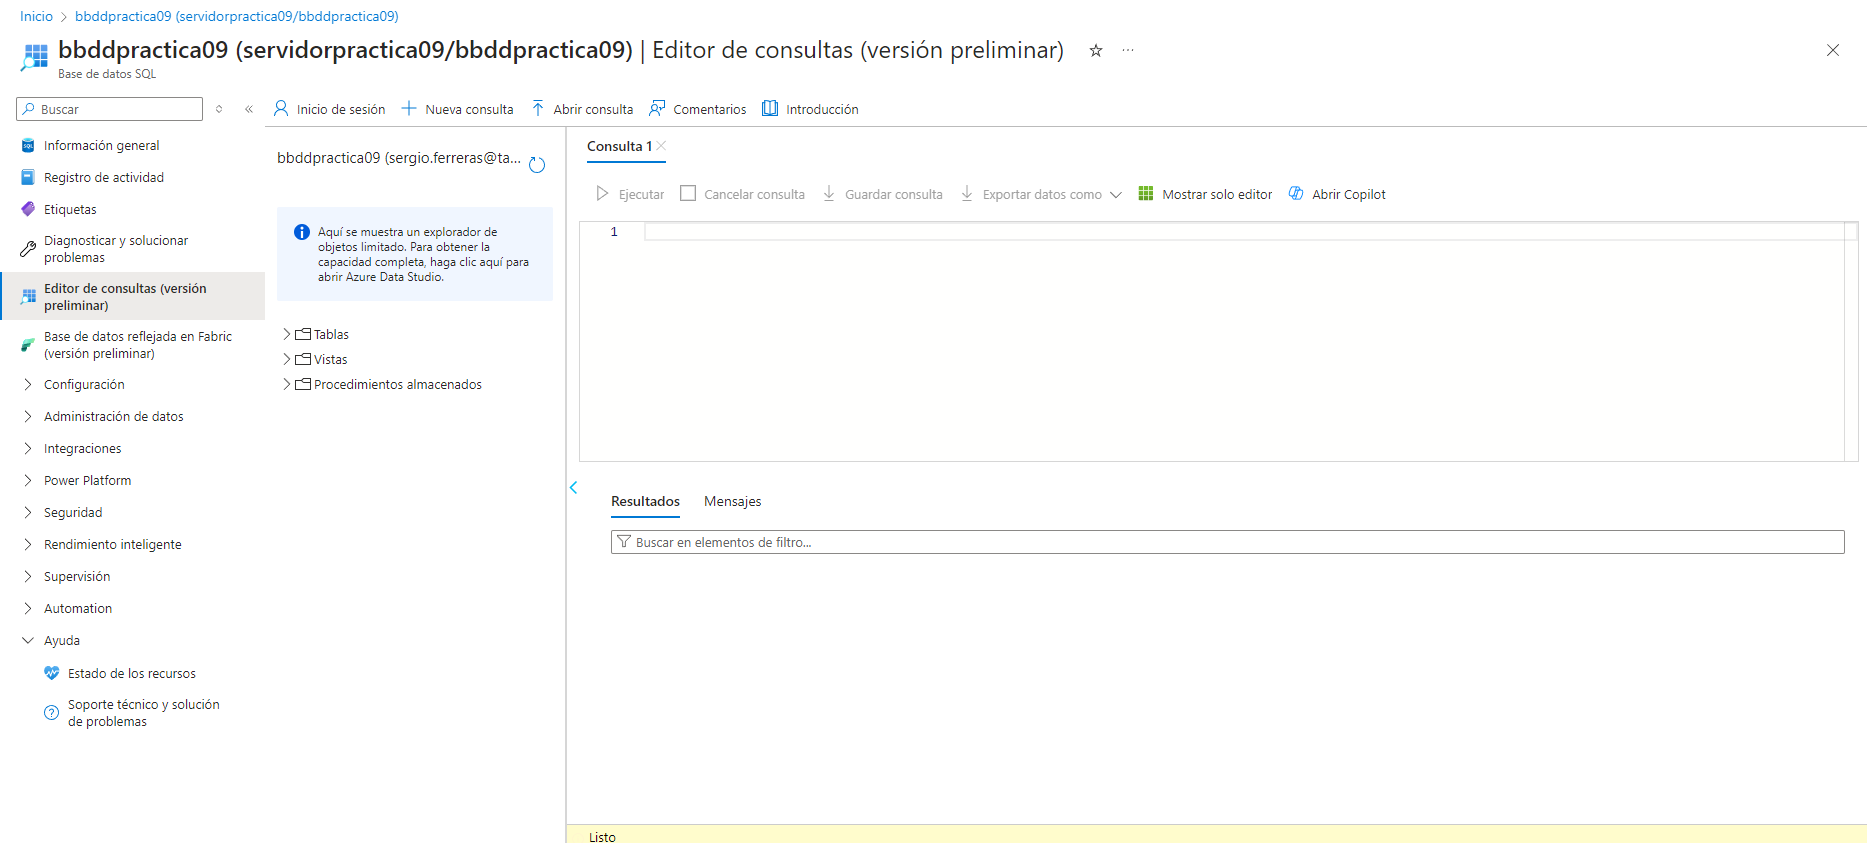 Inicio > bbddpractica09 (servidorpractica09/bbddpractica09)
bbddpractica09 (servidorpractica09/bbddpractica09) | Editor de consultas (versión preliminar)
Base de datos SQL
Buscar
Información general
Registro de actividad
Etiquetas
Diagnosticar y solucionar
problemas
Editor de consultas (versión
preliminar)
Base de datos reflejada en Fabric
(versión preliminar)
Configuración
Administración de datos
Integraciones
Power Platform
Seguridad
Rendimiento inteligente
Supervisión
Automation
Ayuda
Estado de los recursos
Soporte técnico y solución
de problemas
Inicio de sesión
Nueva consulta
Abrir consulta
Comentarios
Introducción
bbddpractica09 (sergio.ferreras@ta...
Aquí se muestra un explorador de
objetos limitado. Para obtener la
capacidad completa, haga clic aquí para
abrir Azure Data Studio.
Tablas
Vistas
Procedimientos almacenados
Consulta 1
Ejecutar
Cancelar consulta
Guardar consulta
Exportar datos como
Mostrar solo editor
Abrir Copilot
1
Resultados
Mensajes
Buscar en elementos de filtro...
Listo